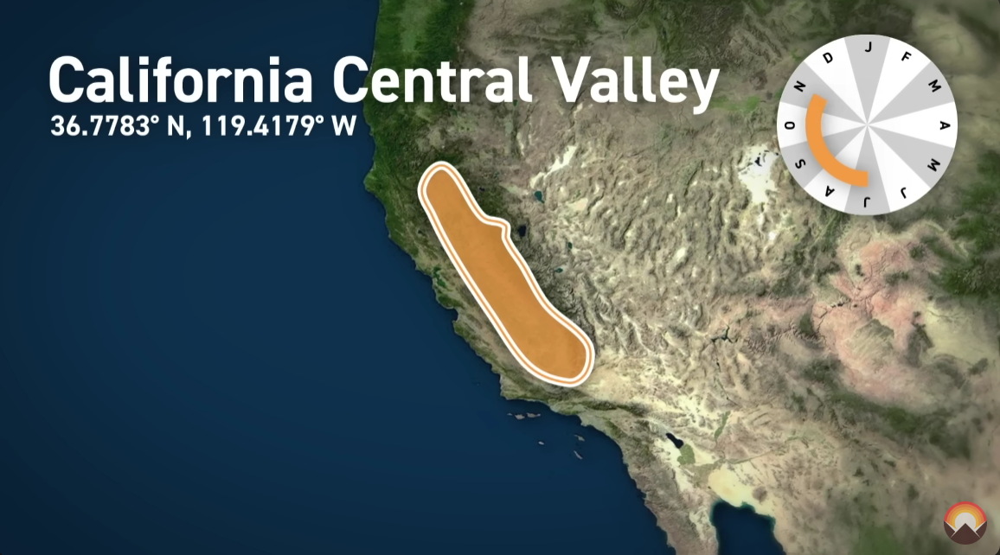 California Central Valley
36.7783° N, 119.4179° W
J
F
M
A
M
J
J
A
S
O
N
D